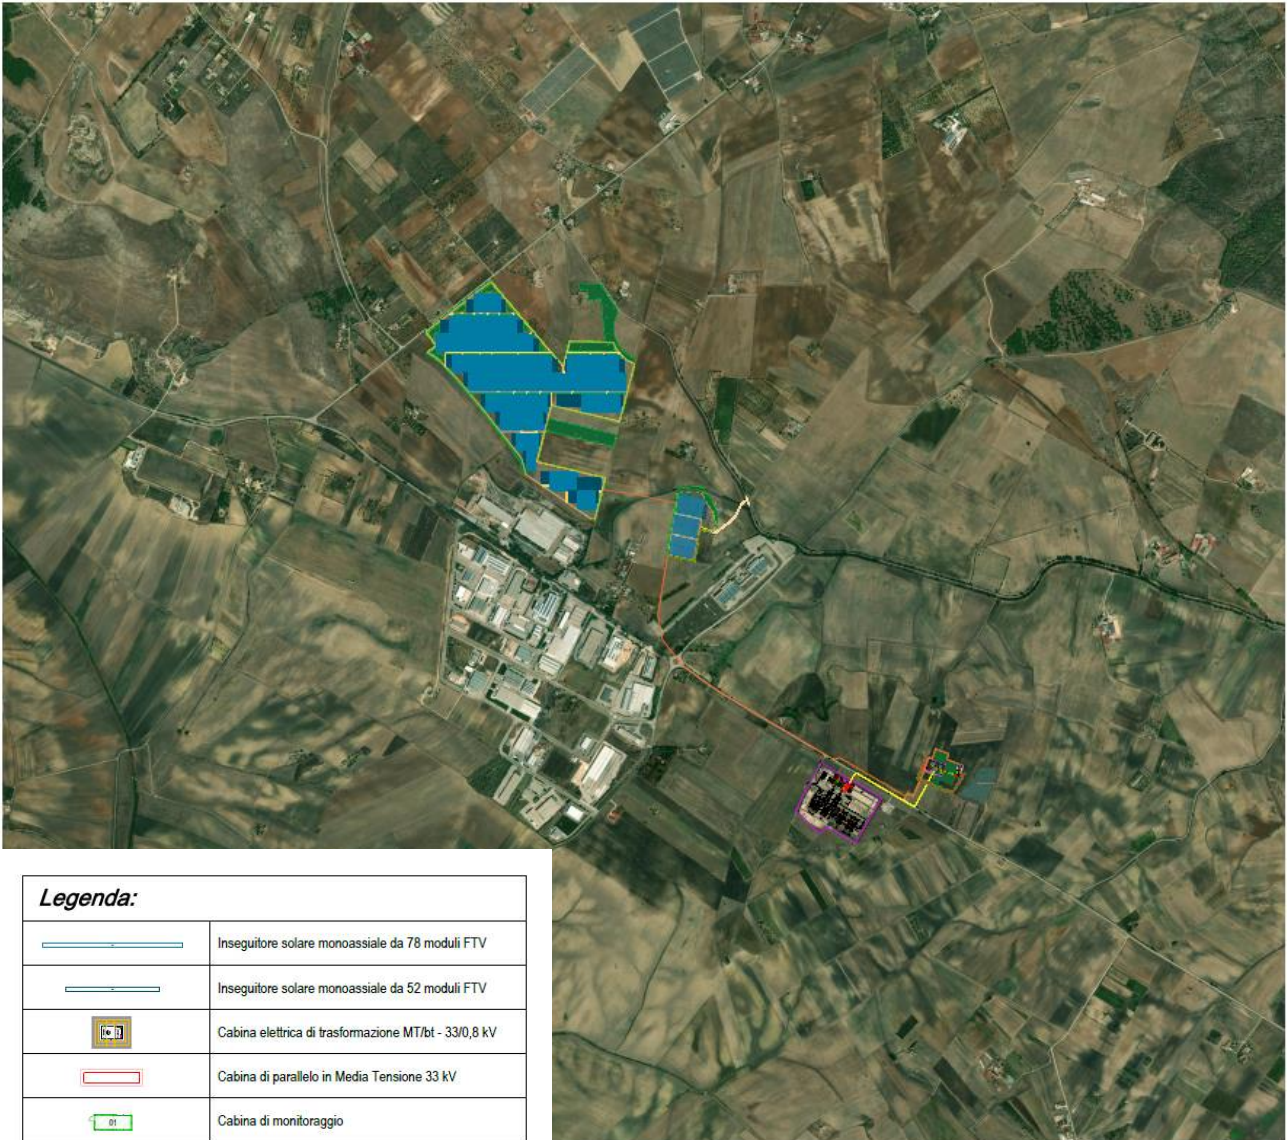 Legenda:
Inseguitore solare monoassiale da 78 moduli FTV
Inseguitore solare monoassiale da 52 moduli FTV
Cabina elettrica di trasformazione MT/bt - 33/0,8 kV
Cabina di parallelo in Media Tensione 33 kV
01
Cabina di monitoraggio